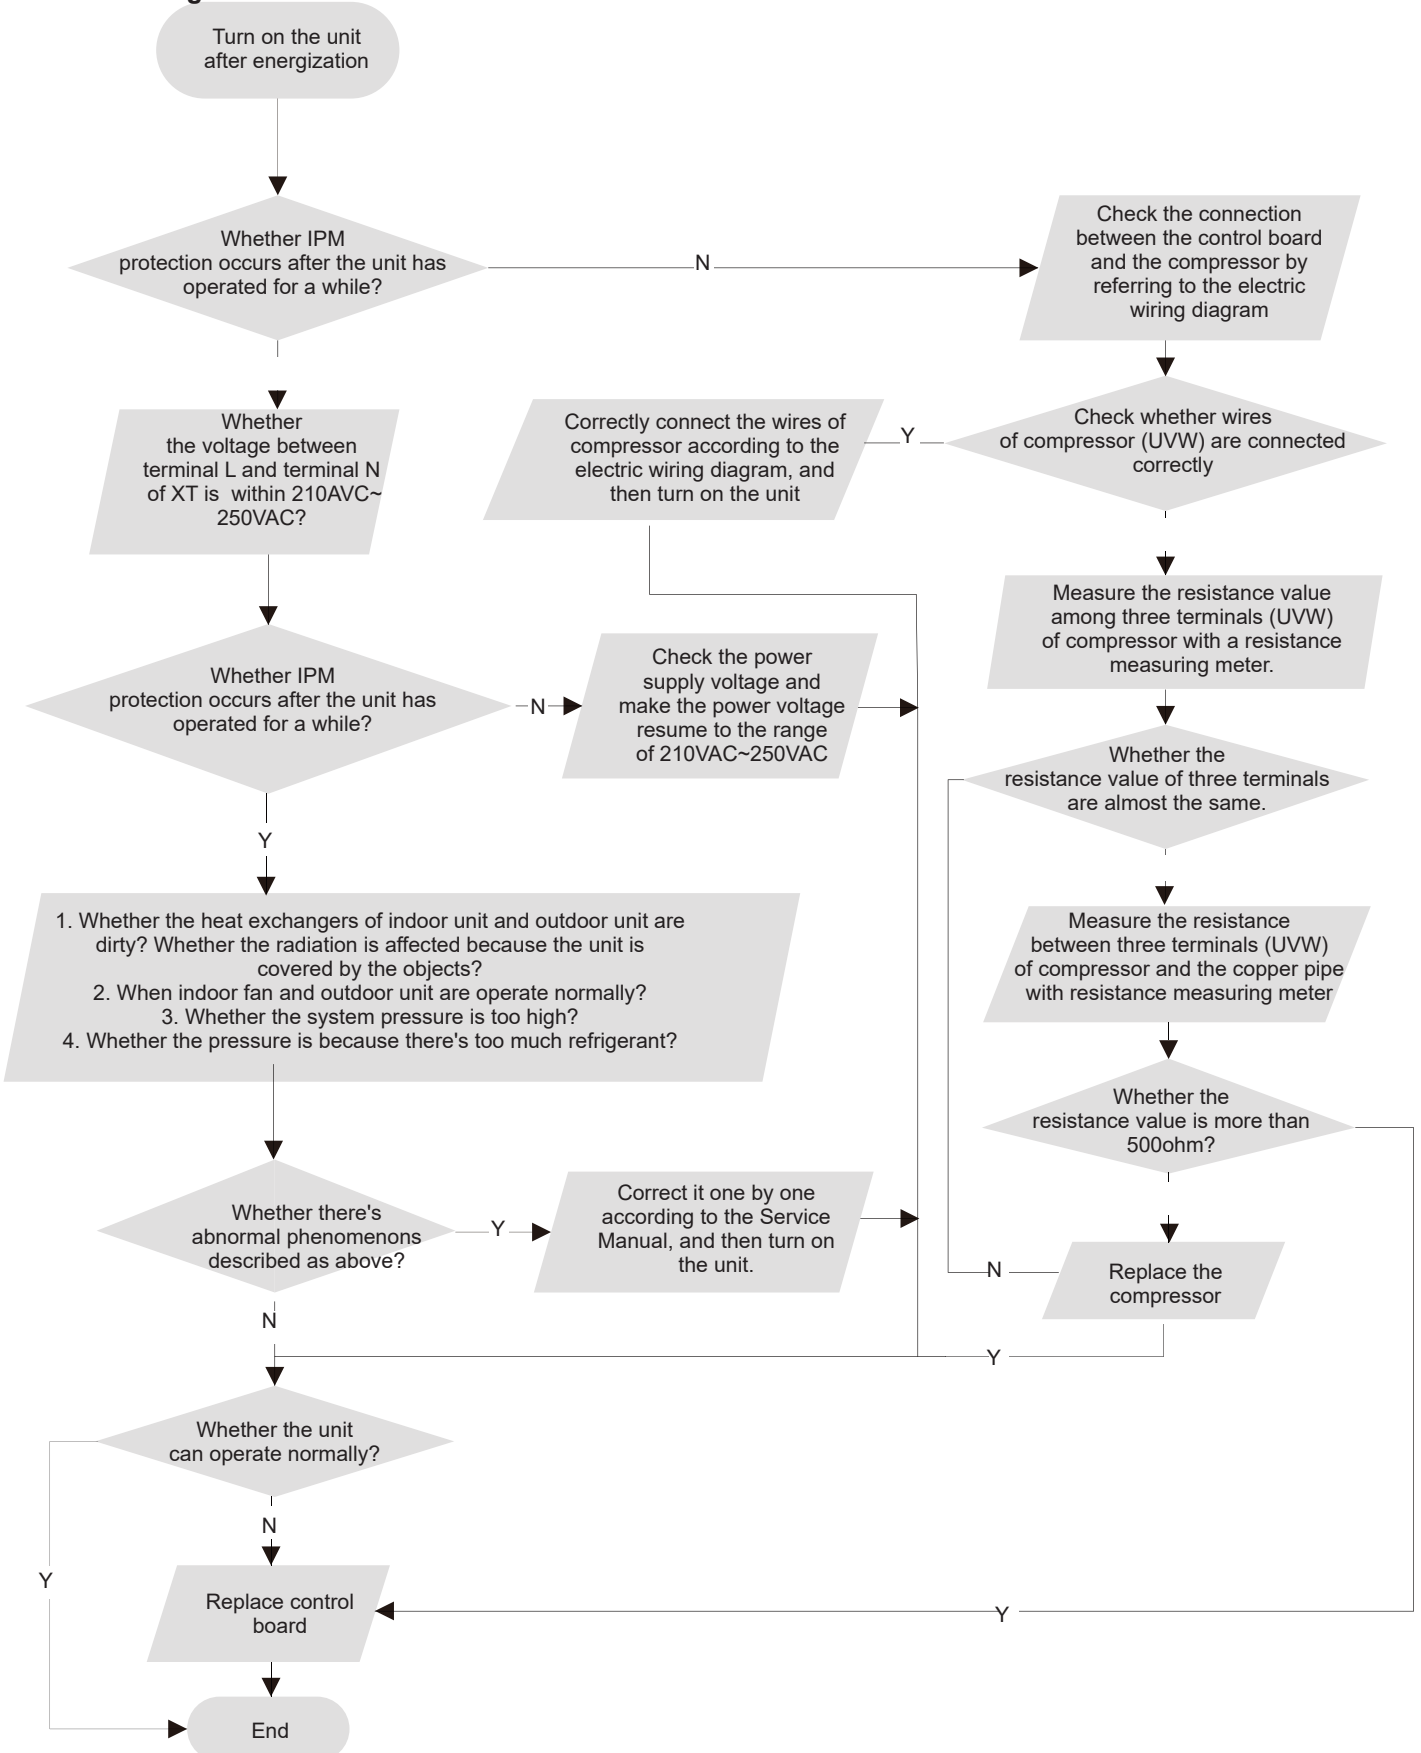 Turn on the unit
after energization
Whether IPM
protection occurs after the unit has
operated for a while?
N
Check the connection
between the control board
and the compressor by
referring to the electric
wiring diagram
Whether
the voltage between
terminal L and terminal N
of XT is within 210AVC~
250VAC?
Correctly connect the wires of
compressor according to the
electric wiring diagram, and
then turn on the unit
Y
Check whether wires
of compressor (UVW) are connected
correctly
Measure the resistance value
among three terminals (UVW)
of compressor with a resistance
measuring meter.
Whether IPM
protection occurs after the unit has
operated for a while?
N
Check the power
supply voltage and
make the power voltage
resume to the range
of 210VAC~250VAC
Whether the
resistance value of three terminals
are almost the same.
Y
1. Whether the heat exchangers of indoor unit and outdoor unit are
dirty? Whether the radiation is affected because the unit is
covered by the objects?
2. When indoor fan and outdoor unit are operate normally?
3. Whether the system pressure is too high?
4. Whether the pressure is because there's too much refrigerant?
Measure the resistance
between three terminals (UVW)
of compressor and the copper pipe
with resistance measuring meter
Whether the
resistance value is more than
500ohm?
Whether there's
abnormal phenomenons
described as above?
Y
Correct it one by one
according to the Service
Manual, and then turn on
the unit.
N
Replace the
compressor
N
Y
Whether the unit
can operate normally?
N
Y
Replace control
board
Y
End